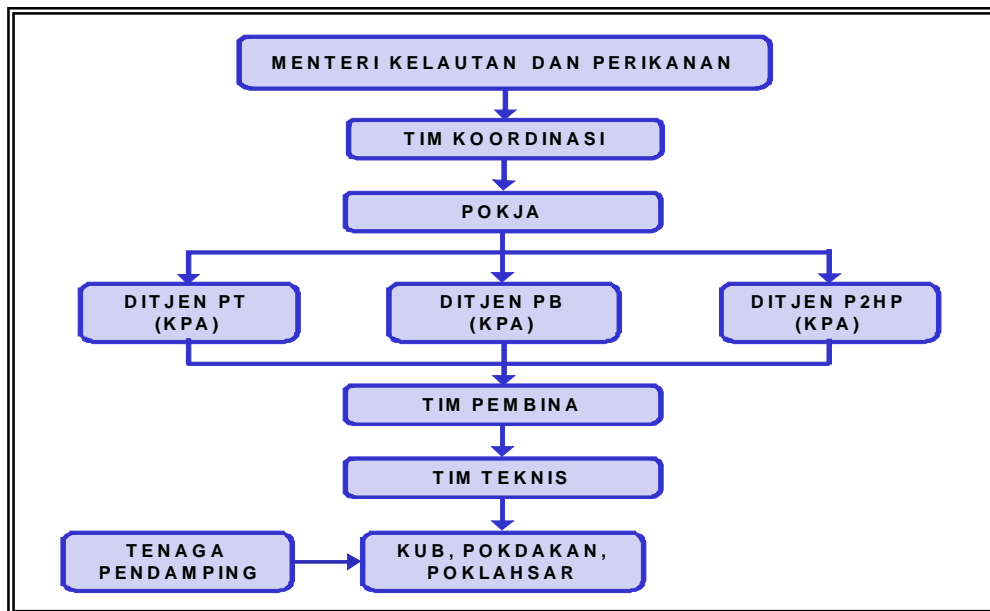 MENTERI KELAUTAN DAN PERIKANAN
TIM KOORDINASI
POKJA
DITJEN PT
(KPA)
DITJEN PB
(KPA)
DITJEN P2HP
(KPA)
TIM PEMBINA
TIM TEKNIS
TENAGA
PENDAMPING
KUB, POKDAKAN,
POKLAHSAR